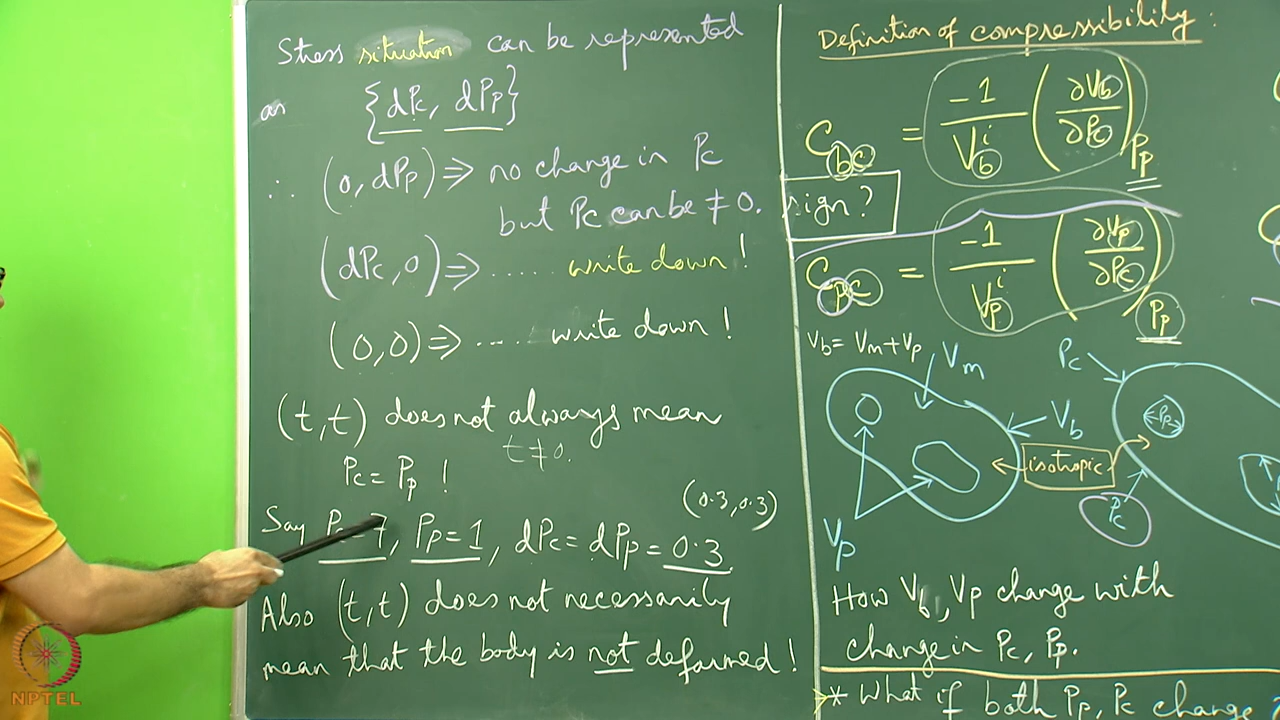 Stress situation can be represented
as {dPc, dPp}
∴ (0, dPp) ⇒ no change in Pc
but Pc can be ≠ 0.
(dPc, 0) ⇒ ...... write down !
(0, 0) ⇒ ..... write down !
(t, t) does not always mean
t ≠ 0.
Pc = Pp !
(0.3, 0.3)
Say Pp = 1, dPc = dPp = 0.3
Also (t, t) does not necessarily
mean that the body is not deformed !
Definition of compressibility :
Cbc = -1/Vb^i (∂Vb/∂Pc)Pp
sign ?
Cpc = -1/Vp^i (∂Vp/∂Pc)Pp
Vb = Vm + Vp
Vm
Vb
Vp
isotropic
Pc
Pp
Pc
How Vb, Vp change with
change in Pc, Pp.
* What if both Pp, Pc change ?
NPTEL